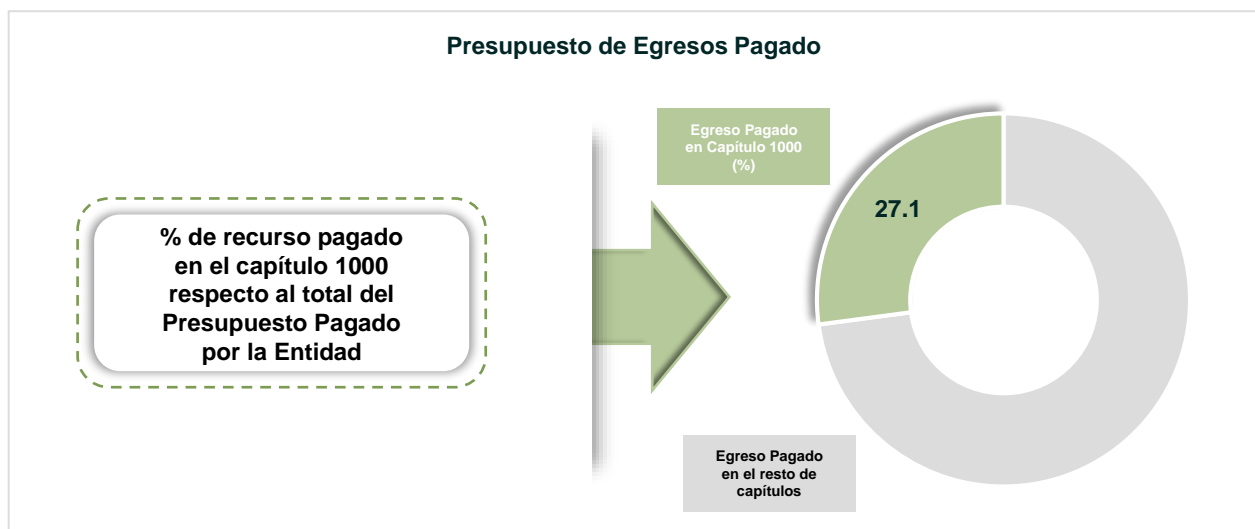 Presupuesto de Egresos Pagado
Egreso Pagado
en Capítulo 1000
(%)
27.1
% de recurso pagado
en el capítulo 1000
respecto al total del
Presupuesto Pagado
por la Entidad
Egreso Pagado
en el resto de
capítulos